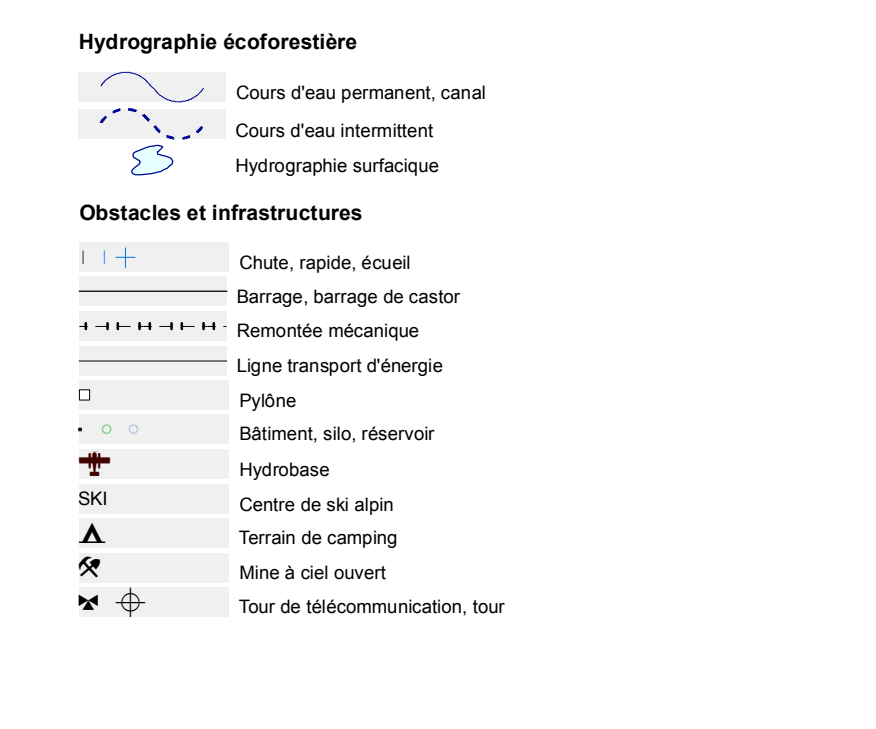 Hydrographie écoforestière
Cours d'eau permanent, canal
Cours d'eau intermittent
Hydrographie surfacique
Obstacles et infrastructures
Chute, rapide, écueil
Barrage, barrage de castor
Remontée mécanique
Ligne transport d'énergie
Pylône
Bâtiment, silo, réservoir
Hydrobase
SKI Centre de ski alpin
Terrain de camping
Mine à ciel ouvert
Tour de télécommunication, tour